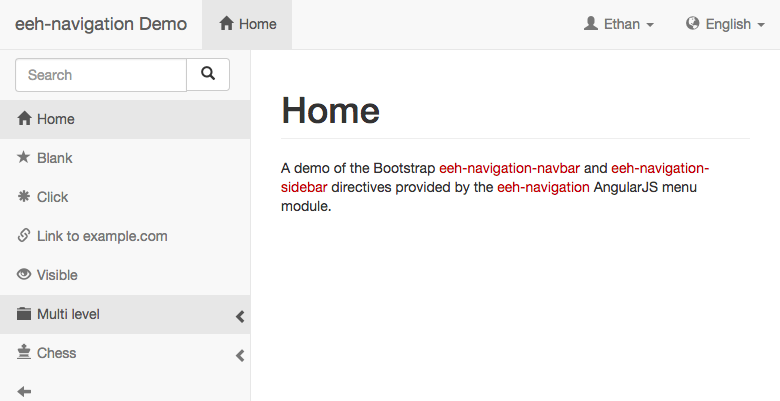 eeh-navigation Demo
Home
Ethan
English
Search
Home
Blank
Click
Link to example.com
Visible
Multi level
Chess
Home
A demo of the Bootstrap eeh-navigation-navbar and eeh-navigation-
sidebar directives provided by the eeh-navigation AngularJS menu
module.